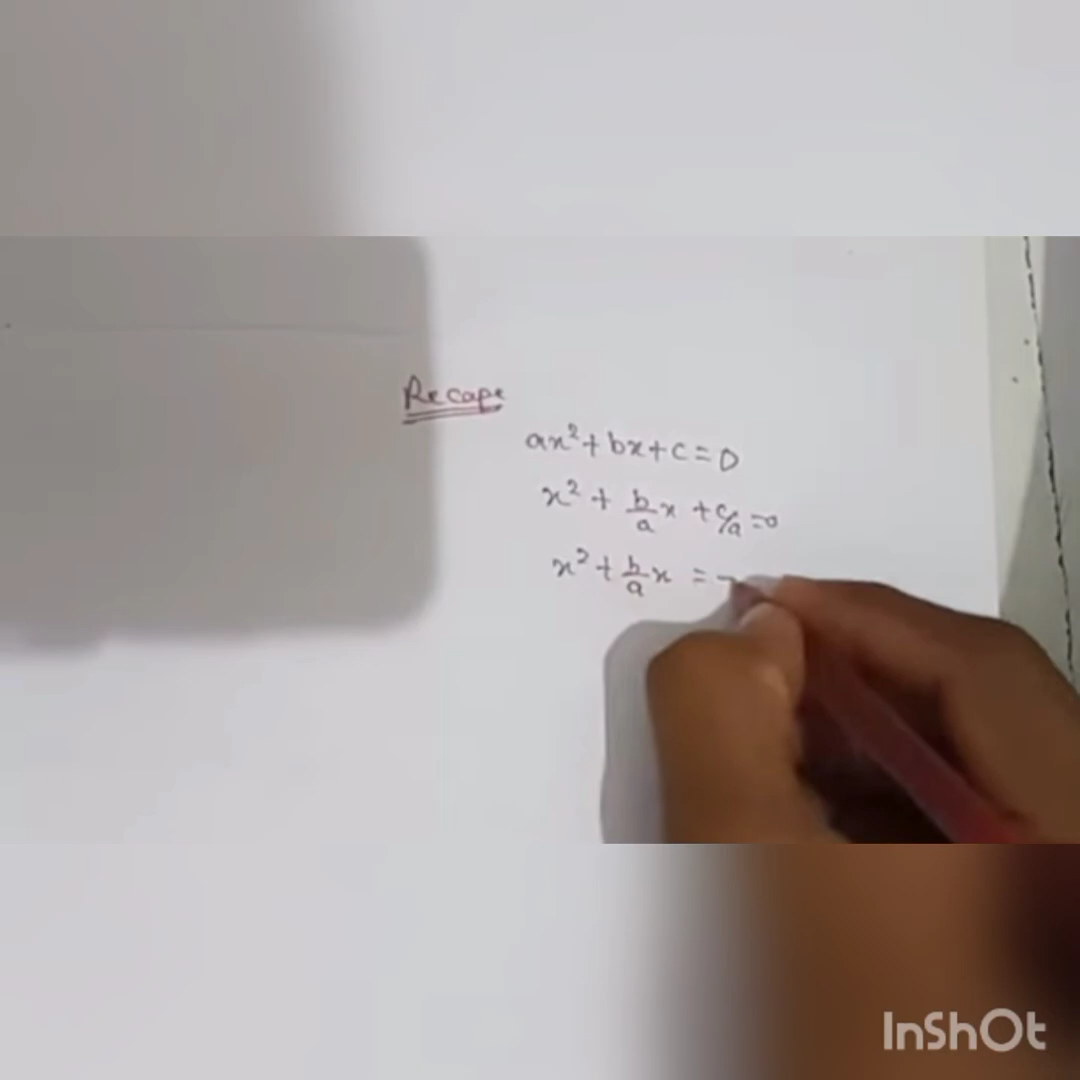 Recape
ax²+bx+c=0
x² + b/a x + c/a =0
x² + b/a x = -
InShOt